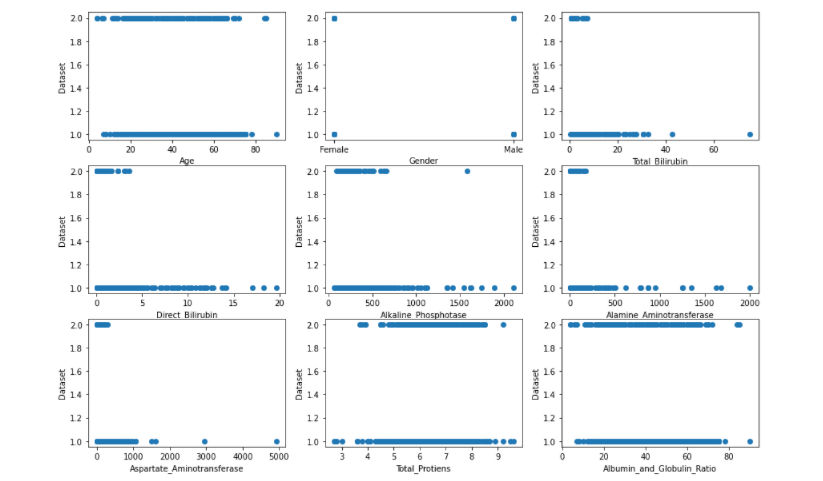 2.0 2.0 2.0
1.8 1.8 1.8
1.6 1.6 1.6
Dataset Dataset Dataset
1.4 1.4 1.4
1.2 1.2 1.2
1.0 1.0 1.0
0 20 40 60 80 Female Male 0 20 40 60
Age Gender Total_Bilirubin
2.0 2.0 2.0
1.8 1.8 1.8
1.6 1.6 1.6
Dataset Dataset Dataset
1.4 1.4 1.4
1.2 1.2 1.2
1.0 1.0 1.0
0 5 10 15 20 0 500 1000 1500 2000 0 500 1000 1500 2000
Direct_Bilirubin Alkaline_Phosphotase Alamine_Aminotransferase
2.0 2.0 2.0
1.8 1.8 1.8
1.6 1.6 1.6
Dataset Dataset Dataset
1.4 1.4 1.4
1.2 1.2 1.2
1.0 1.0 1.0
0 1000 2000 3000 4000 5000 3 4 5 6 7 8 9 0 20 40 60 80
Aspartate_Aminotransferase Total_Protiens Albumin_and_Globulin_Ratio